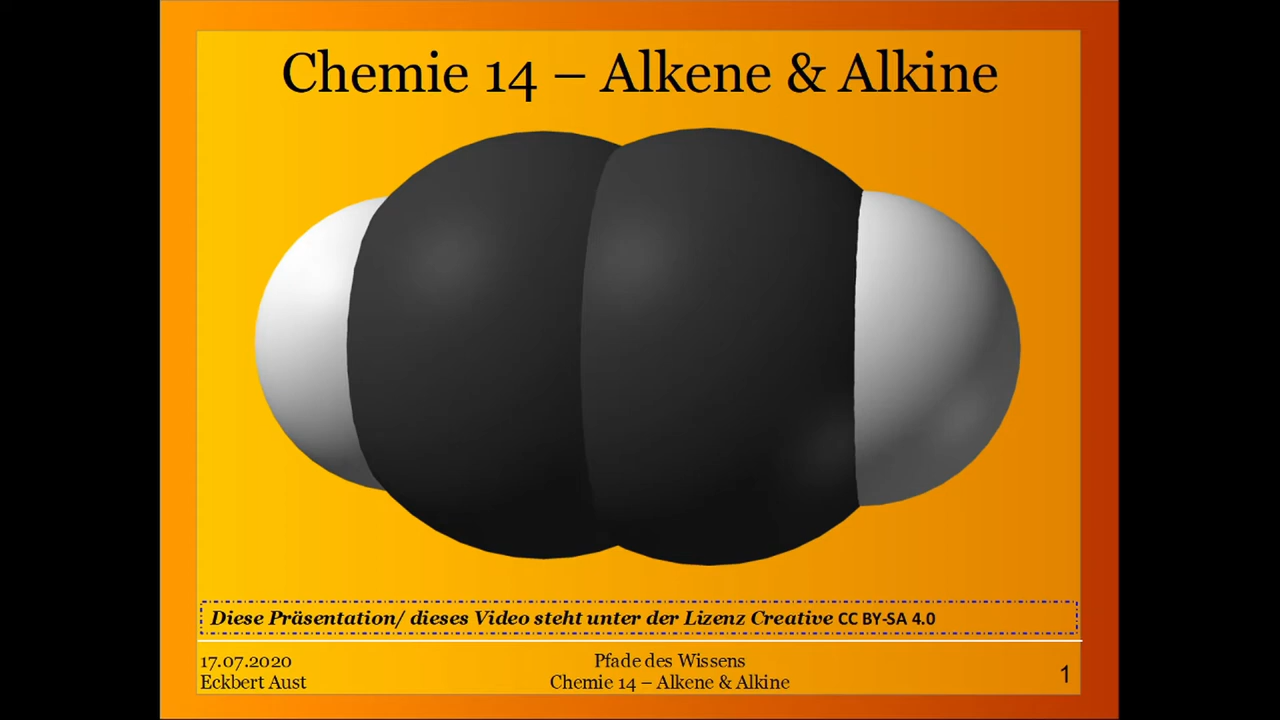 Chemie 14 – Alkene & Alkine
Diese Präsentation/ dieses Video steht unter der Lizenz Creative CC BY-SA 4.0
17.07.2020
Eckbert Aust
Pfade des Wissens
Chemie 14 – Alkene & Alkine
1